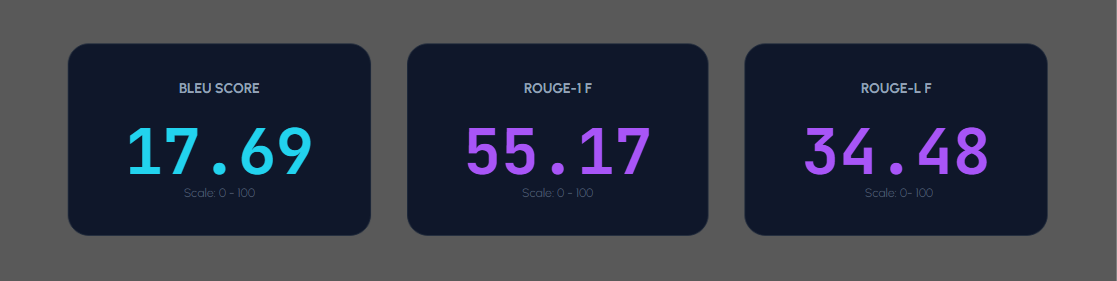 BLEU SCORE
17.69
Scale: 0 - 100
ROUGE-1 F
55.17
Scale: 0 - 100
ROUGE-L F
34.48
Scale: 0- 100